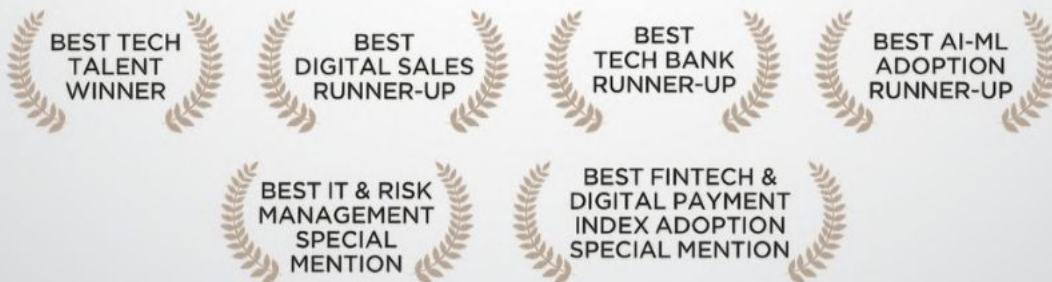 BEST TECH
TALENT
WINNER
BEST
DIGITAL SALES
RUNNER-UP
BEST
TECH BANK
RUNNER-UP
BEST AI-ML
ADOPTION
RUNNER-UP
BEST IT & RISK
MANAGEMENT
SPECIAL
MENTION
BEST FINTECH &
DIGITAL PAYMENT
INDEX ADOPTION
SPECIAL MENTION